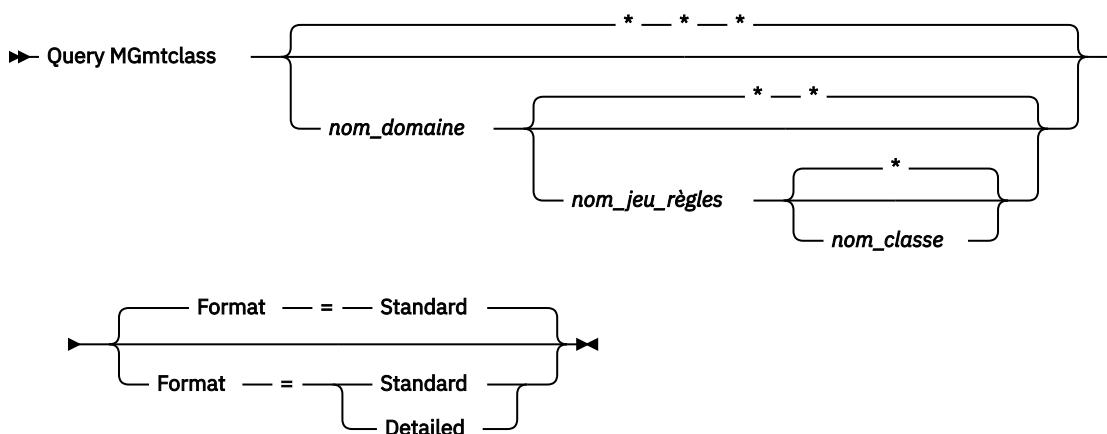 * * *
Query MGmtclass
* *
nom_domaine
*
nom_jeu_règles
nom_classe
Format = Standard
Format = Standard
Detailed